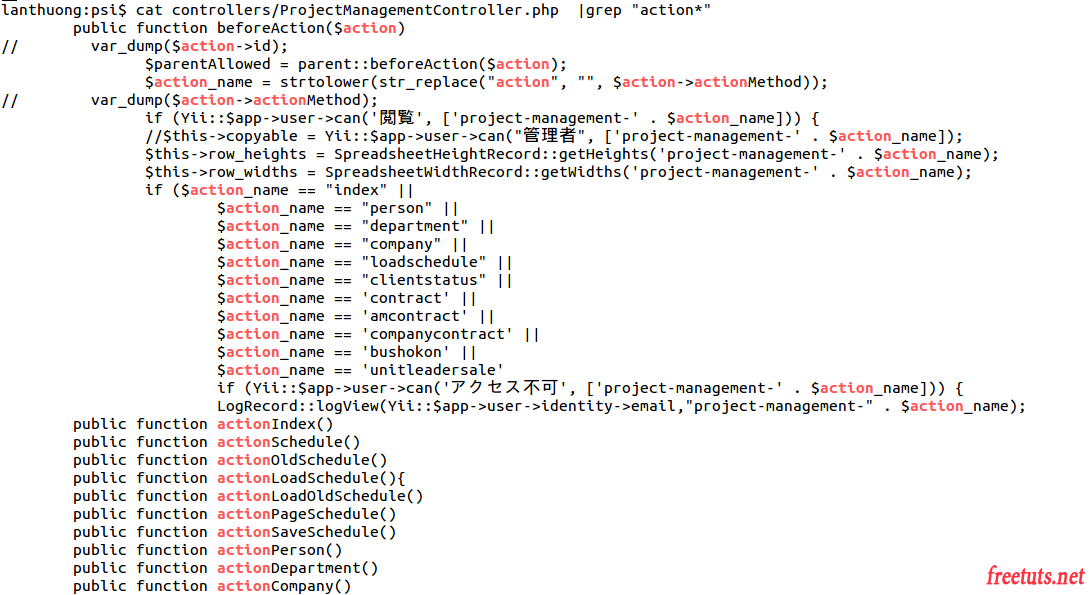 lanthuong:psi$ cat controllers/ProjectManagementController.php  |grep "action*"
        public function beforeAction($action)
//        var_dump($action->id);
                $parentAllowed = parent::beforeAction($action);
                $action_name = strtolower(str_replace("action", "", $action->actionMethod));
//        var_dump($action->actionMethod);
                if (Yii::$app->user->can('閲覧', ['project-management-' . $action_name])) {
                //$this->copyable = Yii::$app->user->can("管理者", ['project-management-' . $action_name]);
                $this->row_heights = SpreadsheetHeightRecord::getHeights('project-management-' . $action_name);
                $this->row_widths = SpreadsheetWidthRecord::getWidths('project-management-' . $action_name);
                if ($action_name == "index" ||
                        $action_name == "person" ||
                        $action_name == "department" ||
                        $action_name == "company" ||
                        $action_name == "loadschedule" ||
                        $action_name == "clientstatus" ||
                        $action_name == 'contract' ||
                        $action_name == 'amcontract' ||
                        $action_name == 'companycontract' ||
                        $action_name == 'bushokon' ||
                        $action_name == 'unitleadersale'
                        if (Yii::$app->user->can('アクセス不可', ['project-management-' . $action_name])) {
                        LogRecord::logView(Yii::$app->user->identity->email,"project-management-" . $action_name);
        public function actionIndex()
        public function actionSchedule()
        public function actionOldSchedule()
        public function actionLoadSchedule(){
        public function actionLoadOldSchedule()
        public function actionPageSchedule()
        public function actionSaveSchedule()
        public function actionPerson()
        public function actionDepartment()
        public function actionCompany()
freetuts.net